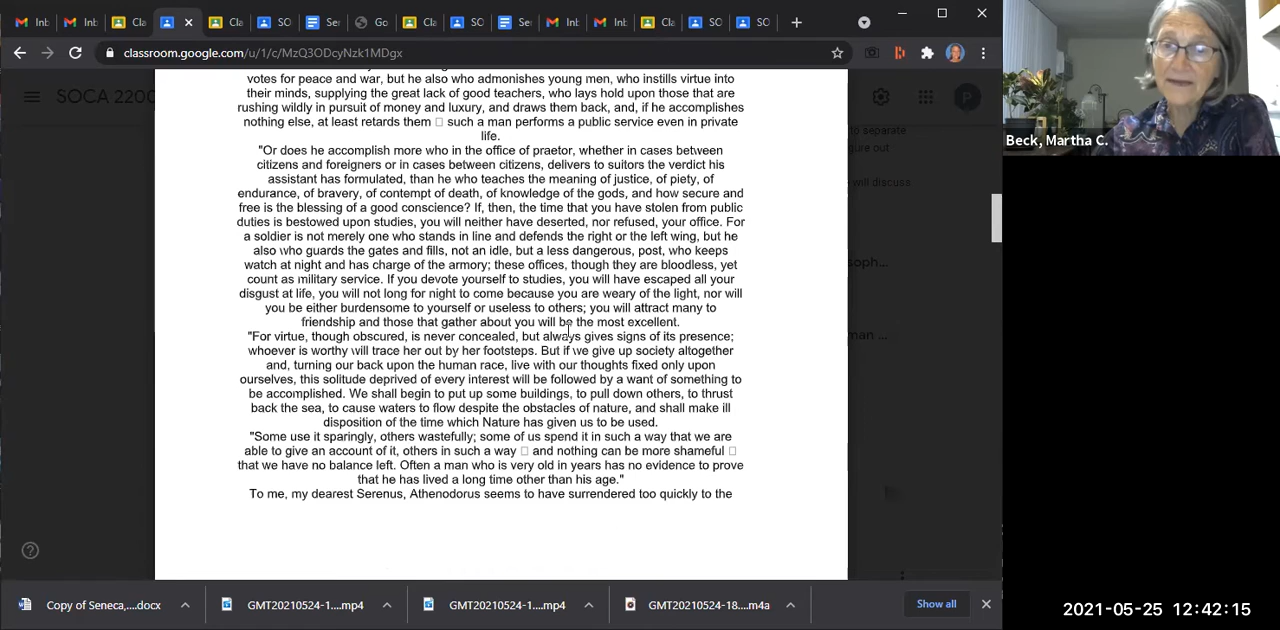 Inb
Inb
Cla
Cla
SO
Ser
Go
Cla
SO
Ser
Inb
Inb
Cla
SO
SO
classroom.google.com/u/1/c/MzQ3ODcyNzk1MDgx
SOCA 2200
P
votes for peace and war, but he also who admonishes young men, who instills virtue into
their minds, supplying the great lack of good teachers, who lays hold upon those that are
rushing wildly in pursuit of money and luxury, and draws them back, and, if he accomplishes
nothing else, at least retards them □ such a man performs a public service even in private
life.
"Or does he accomplish more who in the office of praetor, whether in cases between
citizens and foreigners or in cases between citizens, delivers to suitors the verdict his
assistant has formulated, than he who teaches the meaning of justice, of piety, of
endurance, of bravery, of contempt of death, of knowledge of the gods, and how secure and
free is the blessing of a good conscience? If, then, the time that you have stolen from public
duties is bestowed upon studies, you will neither have deserted, nor refused, your office. For
a soldier is not merely one who stands in line and defends the right or the left wing, but he
also who guards the gates and fills, not an idle, but a less dangerous, post, who keeps
watch at night and has charge of the armory; these offices, though they are bloodless, yet
count as military service. If you devote yourself to studies, you will have escaped all your
disgust at life, you will not long for night to come because you are weary of the light, nor will
you be either burdensome to yourself or useless to others; you will attract many to
friendship and those that gather about you will be the most excellent.
"For virtue, though obscured, is never concealed, but always gives signs of its presence;
whoever is worthy will trace her out by her footsteps. But if we give up society altogether
and, turning our back upon the human race, live with our thoughts fixed only upon
ourselves, this solitude deprived of every interest will be followed by a want of something to
be accomplished. We shall begin to put up some buildings, to pull down others, to thrust
back the sea, to cause waters to flow despite the obstacles of nature, and shall make ill
disposition of the time which Nature has given us to be used.
"Some use it sparingly, others wastefully; some of us spend it in such a way that we are
able to give an account of it, others in such a way □ and nothing can be more shameful □
that we have no balance left. Often a man who is very old in years has no evidence to prove
that he has lived a long time other than his age."
To me, my dearest Serenus, Athenodorus seems to have surrendered too quickly to the
separate
gure out
will discuss
soph...
man ...
Beck, Martha C.
Copy of Seneca,....docx
GMT20210524-1....mp4
GMT20210524-1....mp4
GMT20210524-18....m4a
Show all
2021-05-25 12:42:15